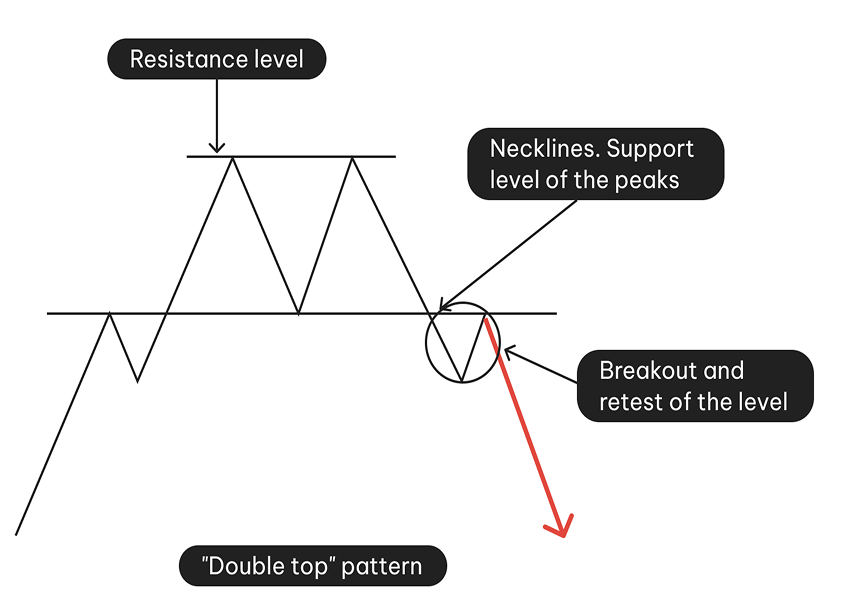 Resistance level
Necklines. Support
level of the peaks
Breakout and
retest of the level
"Double top" pattern